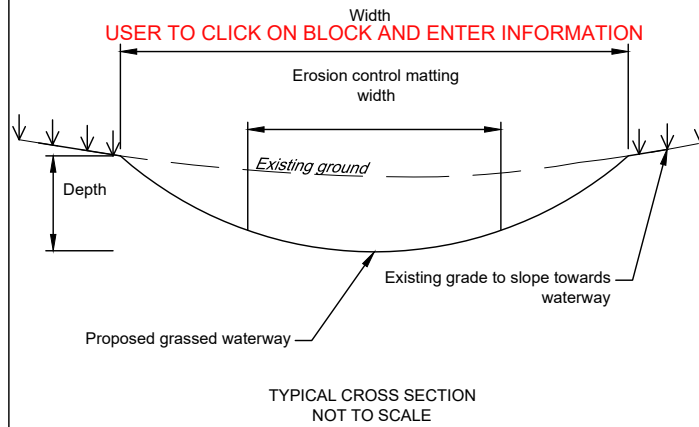 Width
USER TO CLICK ON BLOCK AND ENTER INFORMATION
Erosion control matting
width
Existing ground
Depth
Existing grade to slope towards
waterway
Proposed grassed waterway
TYPICAL CROSS SECTION
NOT TO SCALE